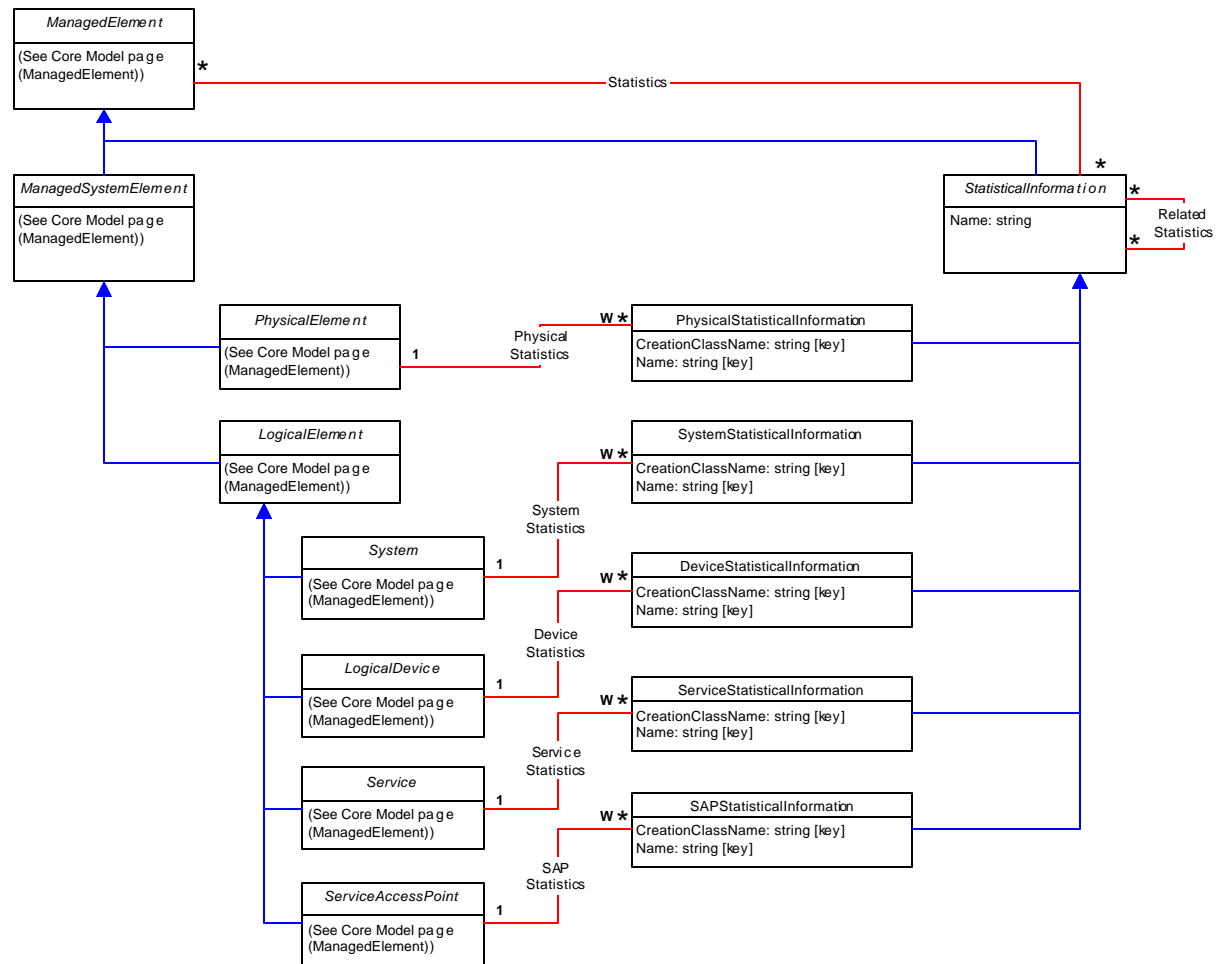 ManagedElement
(See Core Model page
(ManagedElement))
*
Statistics
*
ManagedSystemElement
(See Core Model page
(ManagedElement))
StatisticalInformation
Name: string
*
*
Related
Statistics
PhysicalElement
(See Core Model page
(ManagedElement))
1
Physical
Statistics
W *
PhysicalStatisticalInformation
CreationClassName: string [key]
Name: string [key]
LogicalElement
(See Core Model page
(ManagedElement))
W *
SystemStatisticalInformation
CreationClassName: string [key]
Name: string [key]
System
Statistics
System
(See Core Model page
(ManagedElement))
1
W *
DeviceStatisticalInformation
CreationClassName: string [key]
Name: string [key]
Device
Statistics
LogicalDevice
(See Core Model page
(ManagedElement))
1
W *
ServiceStatisticalInformation
CreationClassName: string [key]
Name: string [key]
Service
Statistics
Service
(See Core Model page
(ManagedElement))
1
W *
SAPStatisticalInformation
CreationClassName: string [key]
Name: string [key]
SAP
Statistics
ServiceAccessPoint
(See Core Model page
(ManagedElement))
1